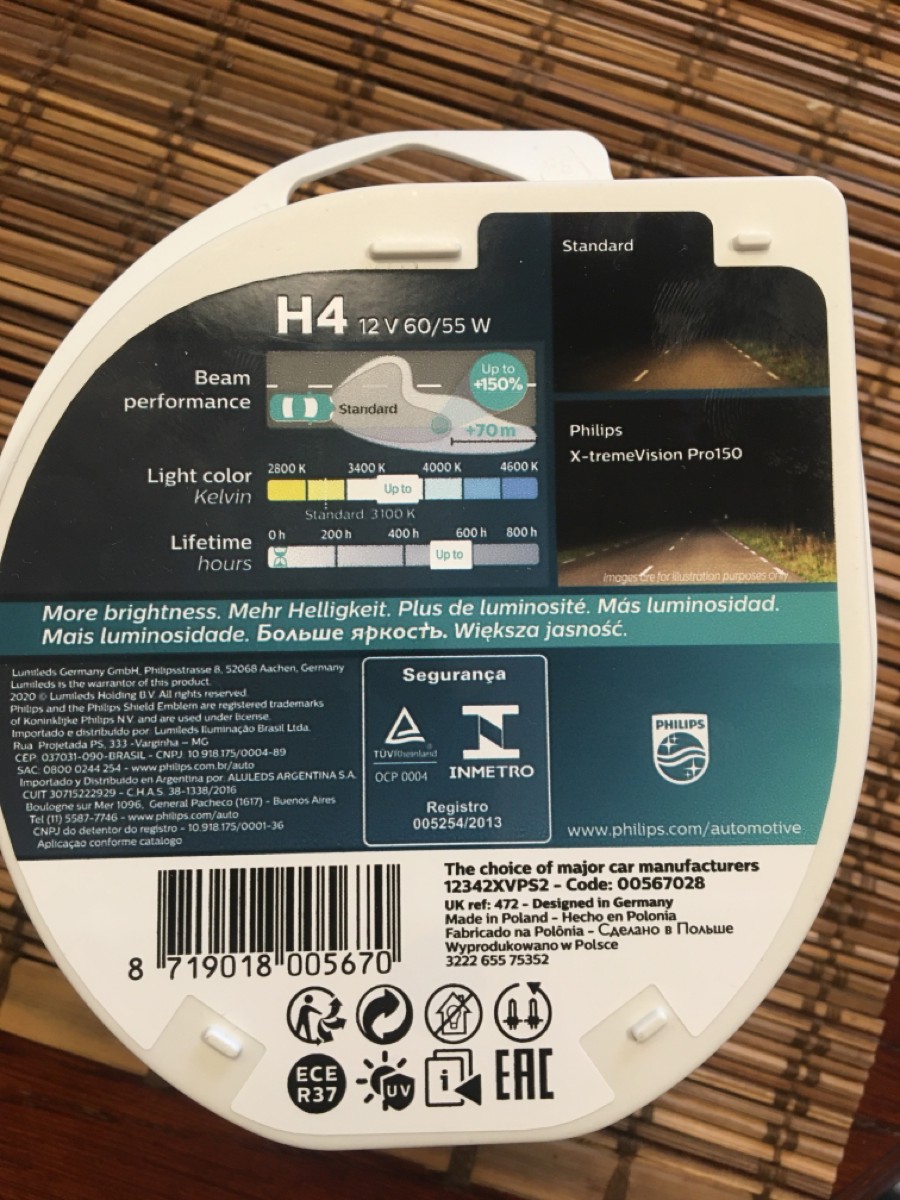 H4 12 V 60/55 W
Standard
Beam
performance
Up to
+150%
Standard
+70 m
Philips
X-tremeVision Pro150
Light color
Kelvin
2800 K 3400 K 4000 K 4600 K
Up to
Standard 3100 K
Lifetime
hours
0 h 200 h 400 h 600 h 800 h
Up to
images are for illustration purposes only
More brightness. Mehr Helligkeit. Plus de luminosité. Más luminosidad.
Mais luminosidade. Больше яркость. Większa jasność.
Lumileds Germany GmbH, Philipsstrasse 8, 52068 Aachen, Germany
Lumileds is the warrantor of this product.
2020 © Lumileds Holding B.V. All rights reserved.
Philips and the Philips Shield Emblem are registered trademarks
of Koninklijke Philips N.V. and are used under license.
Importado e distribuido por: Lumileds Iluminação Brasil Ltda.
Rua Projetada PS, 333 -Varginha – MG
CEP: 037031-090-BRASIL - CNPJ: 10.918.175/0004-89
SAC: 0800 0244 254 - www.philips.com.br/auto
Importado y Distribuido en Argentina por: ALULEDS ARGENTINA S.A.
CUIT 30715222929 - C.H.A.S. 38-1338/2016
Boulogne sur Mer 1096, General Pacheco (1617) - Buenos Aires
Tel (11) 5587-7746 - www.philips.com/auto
CNPJ do detentor do registro - 10.918.175/0001-36
Aplicaçao conforme catalogo
Segurança
TÜVRheinland®
OCP 0004
INMETRO
Registro
005254/2013
PHILIPS
www.philips.com/automotive
The choice of major car manufacturers
12342XVPS2 - Code: 00567028
UK ref: 472 - Designed in Germany
Made in Poland - Hecho en Polonia
Fabricado na Polônia - Сделано в Польше
Wyprodukowano w Polsce
3222 655 75352
8 719018 005670
ECE
R37
UV
i
EAC